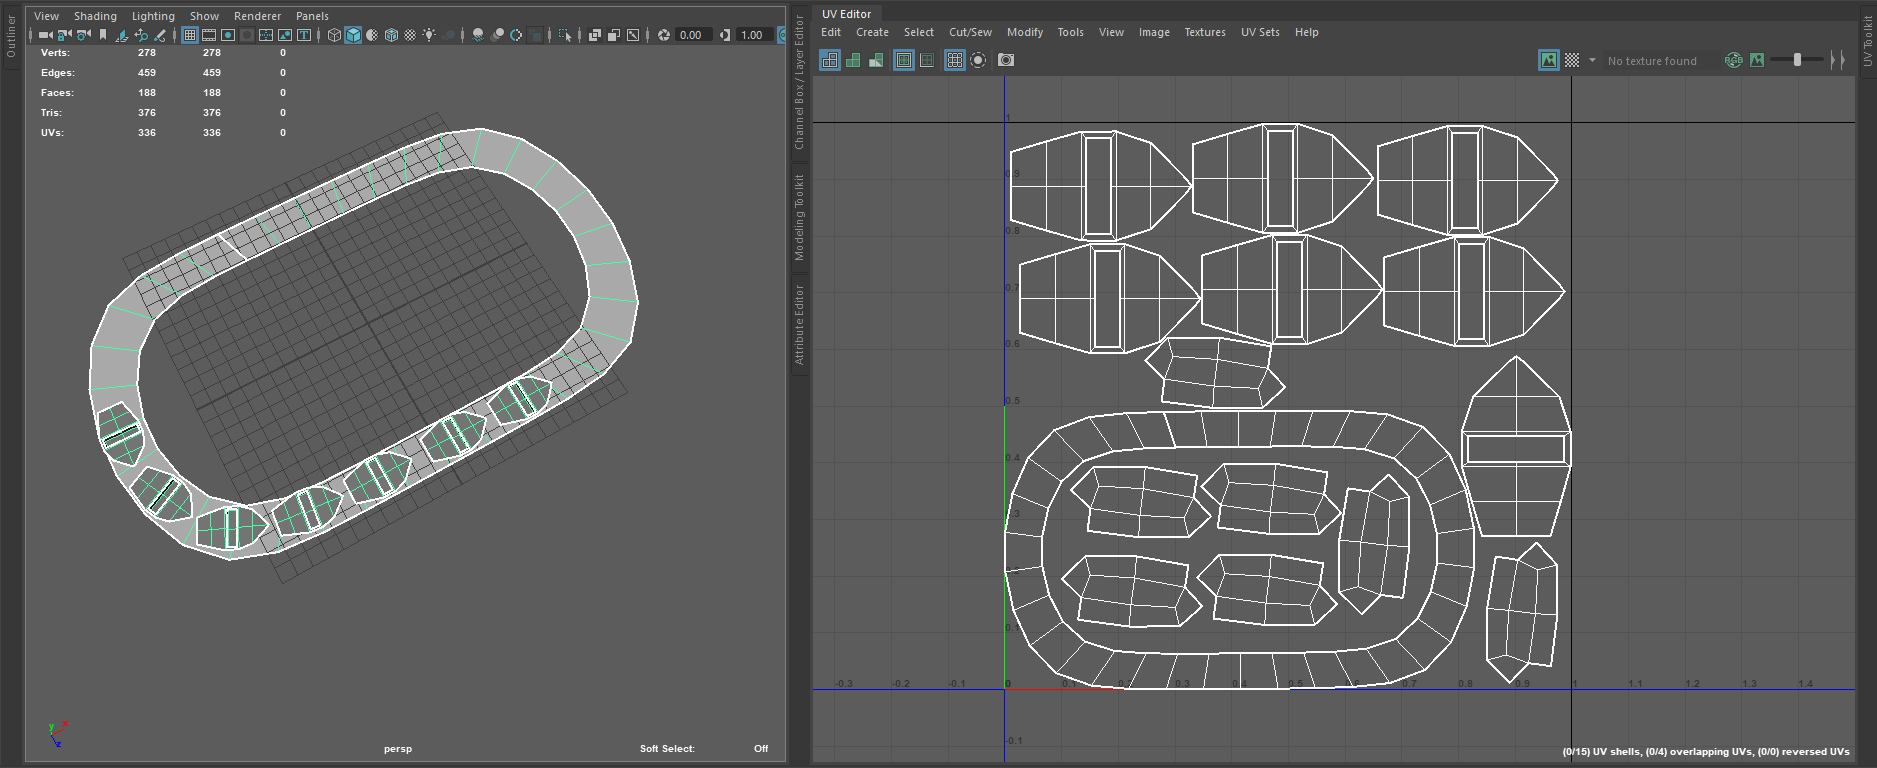 Outliner
View Shading Lighting Show Renderer Panels
0.00 1.00
Verts: 278 278 0
Edges: 459 459 0
Faces: 188 188 0
Tris: 376 376 0
UVs: 336 336 0
y x
z
persp
Soft Select: Off
Channel Box / Layer Editor
Modeling Toolkit
Attribute Editor
UV Editor
Edit Create Select Cut/Sew Modify Tools View Image Textures UV Sets Help
No texture found RGB
1
0.9
0.8
0.7
0.6
0.5
0.4
0.3
-0.3 -0.2 -0.1 0 0.1 0.2 0.3 0.4 0.5 0.6 0.7 0.8 0.9 1 1.1 1.2 1.3 1.4
-0.1
(0/15) UV shells, (0/4) overlapping UVs, (0/0) reversed UVs
UV Toolkit